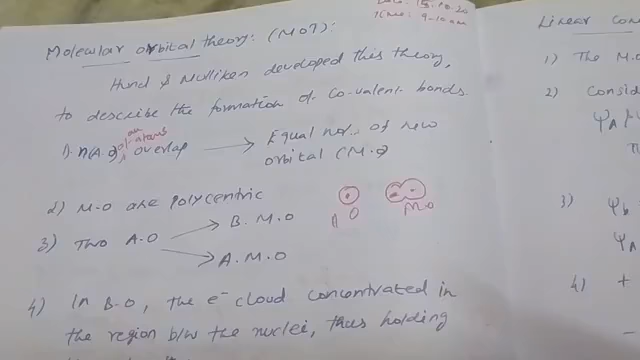 15.10.20
Time: 9-10 am
Molecular orbital theory: (MOT):
Hund & Mulliken developed this theory,
to describe the formation of co-valent bonds
1) n(A.O) of atoms overlap → Equal no. of new
orbital (M.O)
2) M.O are polycentric
A O
M.O
3) Two A.O → B.M.O
→ A.M.O
4) In B.O, the e⁻ cloud concentrated in
the region b/w the nuclei, thus holding
Linear Com
1) The M.O
2) Consid
ψA
3) ψb =
ψA
4) +
-